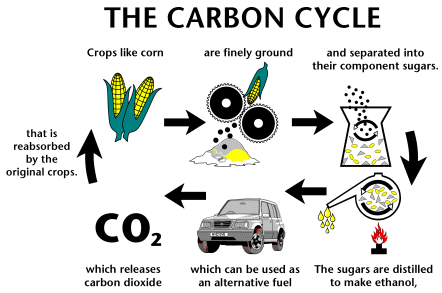 THE CARBON CYCLE
Crops like corn
are finely ground
and separated into
their component sugars.
The sugars are distilled
to make ethanol,
which can be used as
an alternative fuel
which releases
carbon dioxide
CO2
that is
reabsorbed
by the
original crops.